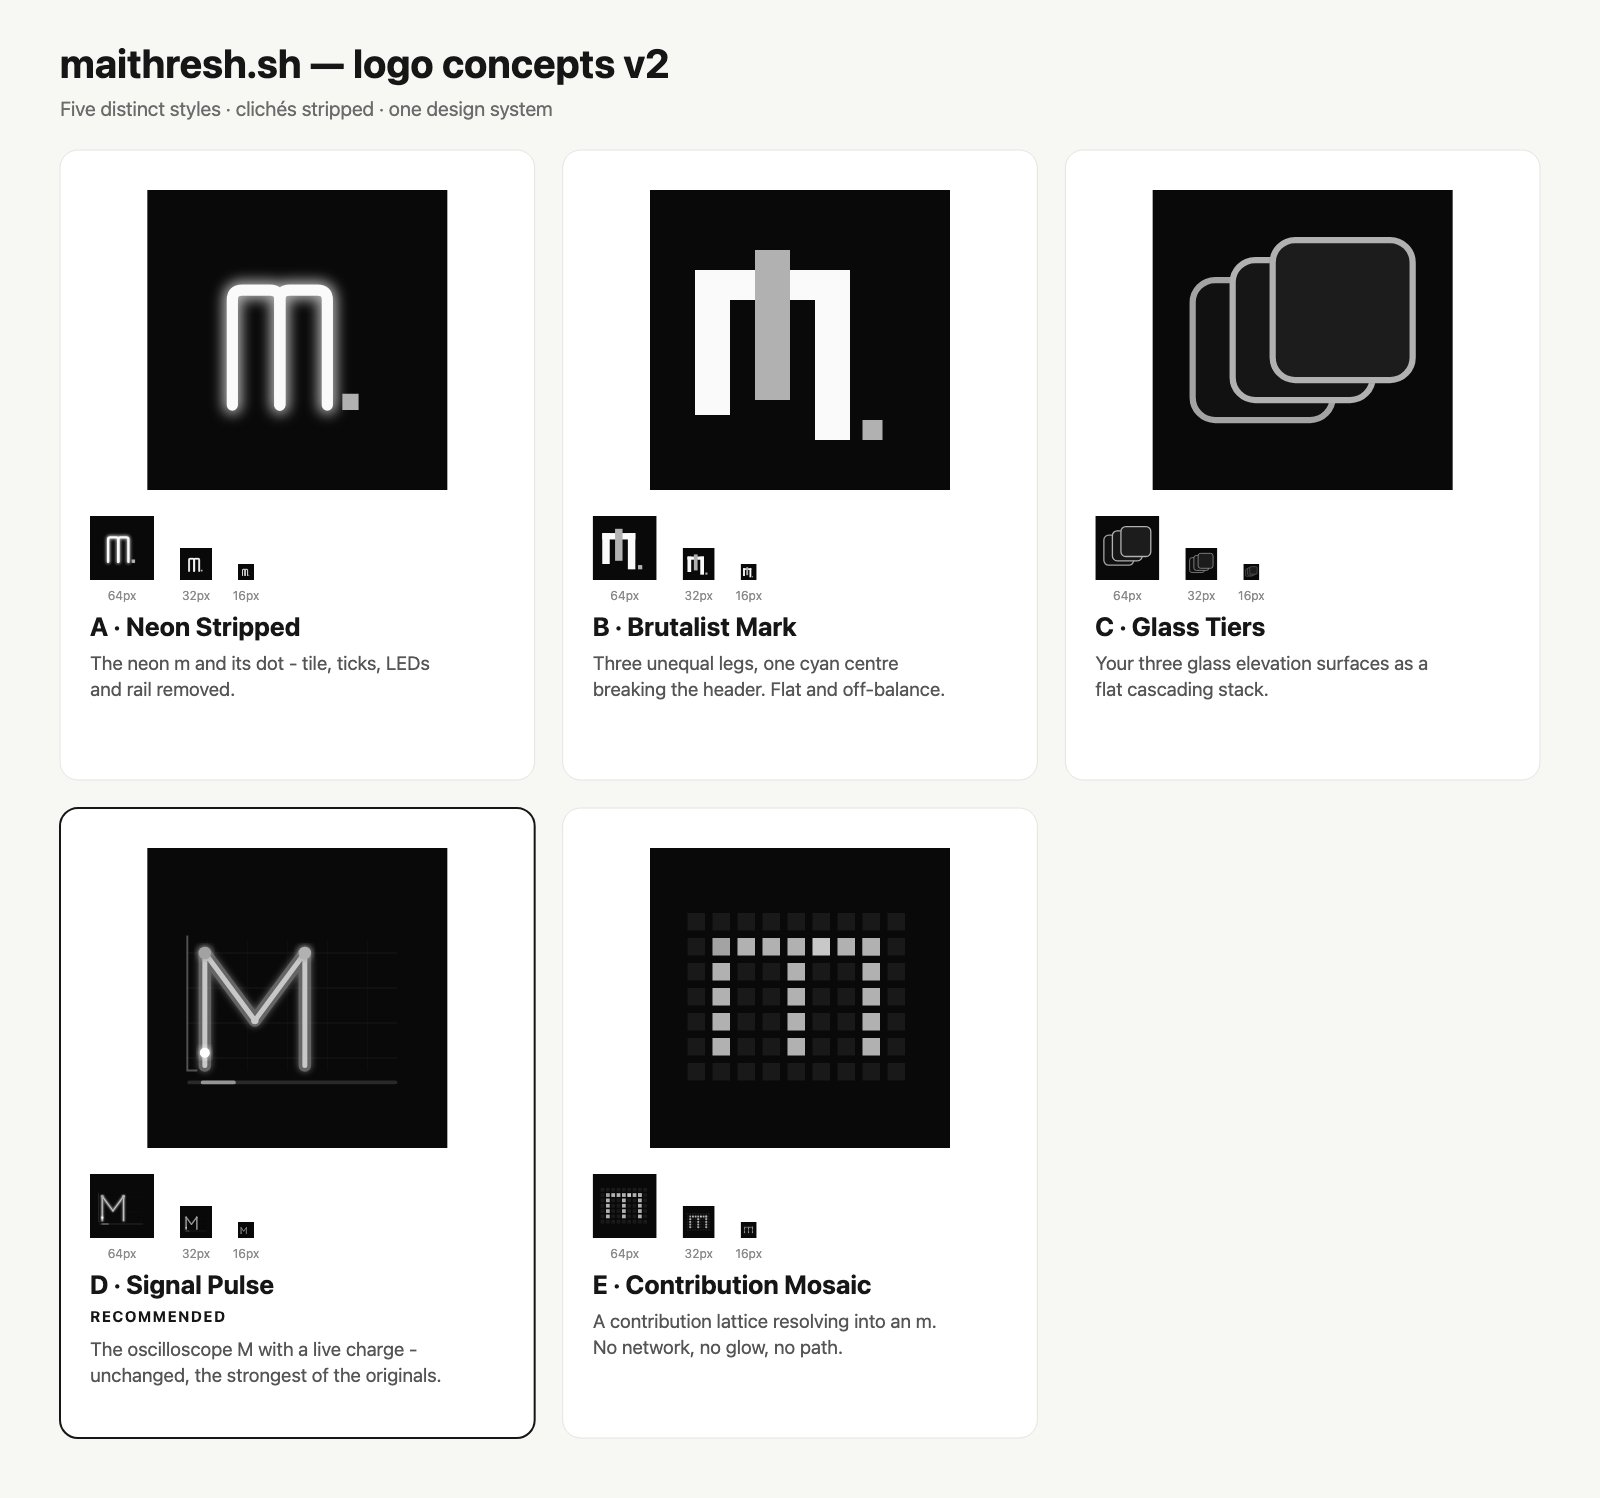 maithresh.sh — logo concepts v2
Five distinct styles · clichés stripped · one design system
m.
m.
64px
m.
32px
m.
16px
A · Neon Stripped
The neon m and its dot - tile, ticks, LEDs
and rail removed.
m.
m.
64px
m.
32px
m.
16px
B · Brutalist Mark
Three unequal legs, one cyan centre
breaking the header. Flat and off-balance.
64px
32px
16px
C · Glass Tiers
Your three glass elevation surfaces as a
flat cascading stack.
M
M
64px
M
32px
M
16px
D · Signal Pulse
RECOMMENDED
The oscilloscope M with a live charge -
unchanged, the strongest of the originals.
m
m
64px
m
32px
m
16px
E · Contribution Mosaic
A contribution lattice resolving into an m.
No network, no glow, no path.